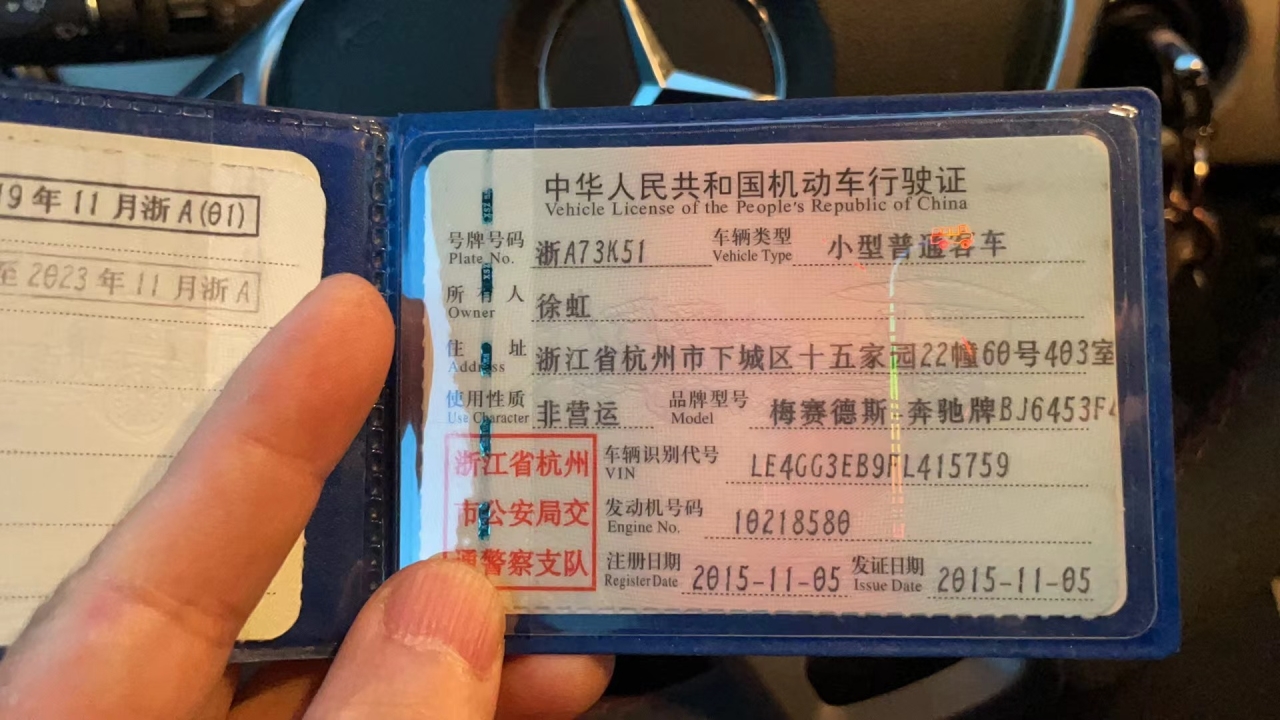 19年11月浙A(01)
至2023年11月浙A
中华人民共和国机动车行驶证
Vehicle License of the People's Republic of China
号牌号码 浙A73K51 车辆类型 小型普通客车
Plate No. Vehicle Type
所有人 徐虹
Owner
住址 浙江省杭州市下城区十五家园22幢60号403室
Address
使用性质 非营运 品牌型号 梅赛德斯-奔驰牌BJ6453F4
Use Character Model
浙江省杭州
市公安局交
通警察支队
车辆识别代号 LE4GG3EB9FL415759
VIN
发动机号码 10218580
Engine No.
注册日期 2015-11-05 发证日期 2015-11-05
Register Date Issue Date